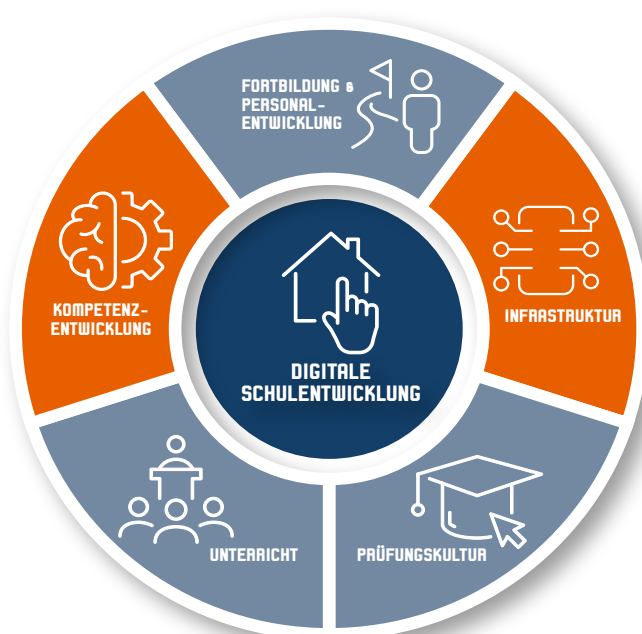 FORTBILDUNG &
PERSONAL-
ENTWICKLUNG
KOMPETENZ-
ENTWICKLUNG
INFRASTRUKTUR
DIGITALE
SCHULENTWICKLUNG
UNTERRICHT
PRÜFUNGSKULTUR